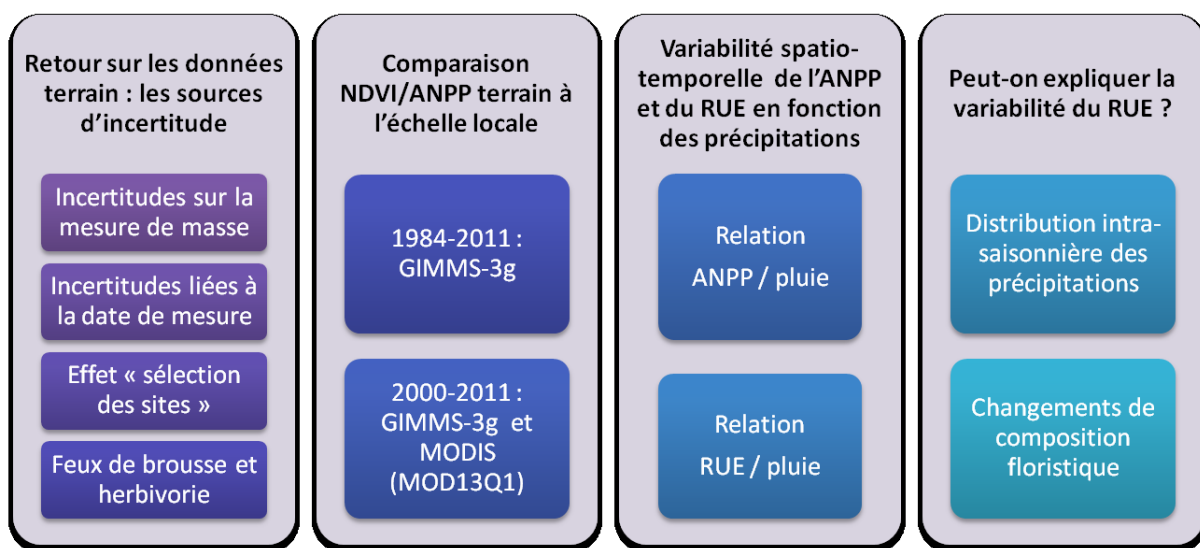 Retour sur les données
terrain : les sources
d'incertitude
Incertitudes sur la
mesure de masse
Incertitudes liées à
la date de mesure
Effet « sélection
des sites »
Feux de brousse et
herbivorie
Comparaison
NDVI/ANPP terrain à
l'échelle locale
1984-2011 :
GIMMS-3g
2000-2011 :
GIMMS-3g et
MODIS
(MOD13Q1)
Variabilité spatio-
temporelle de l'ANPP
et du RUE en fonction
des précipitations
Relation
ANPP / pluie
Relation
RUE / pluie
Peut-on expliquer la
variabilité du RUE ?
Distribution intra-
saisonnière des
précipitations
Changements de
composition
floristique